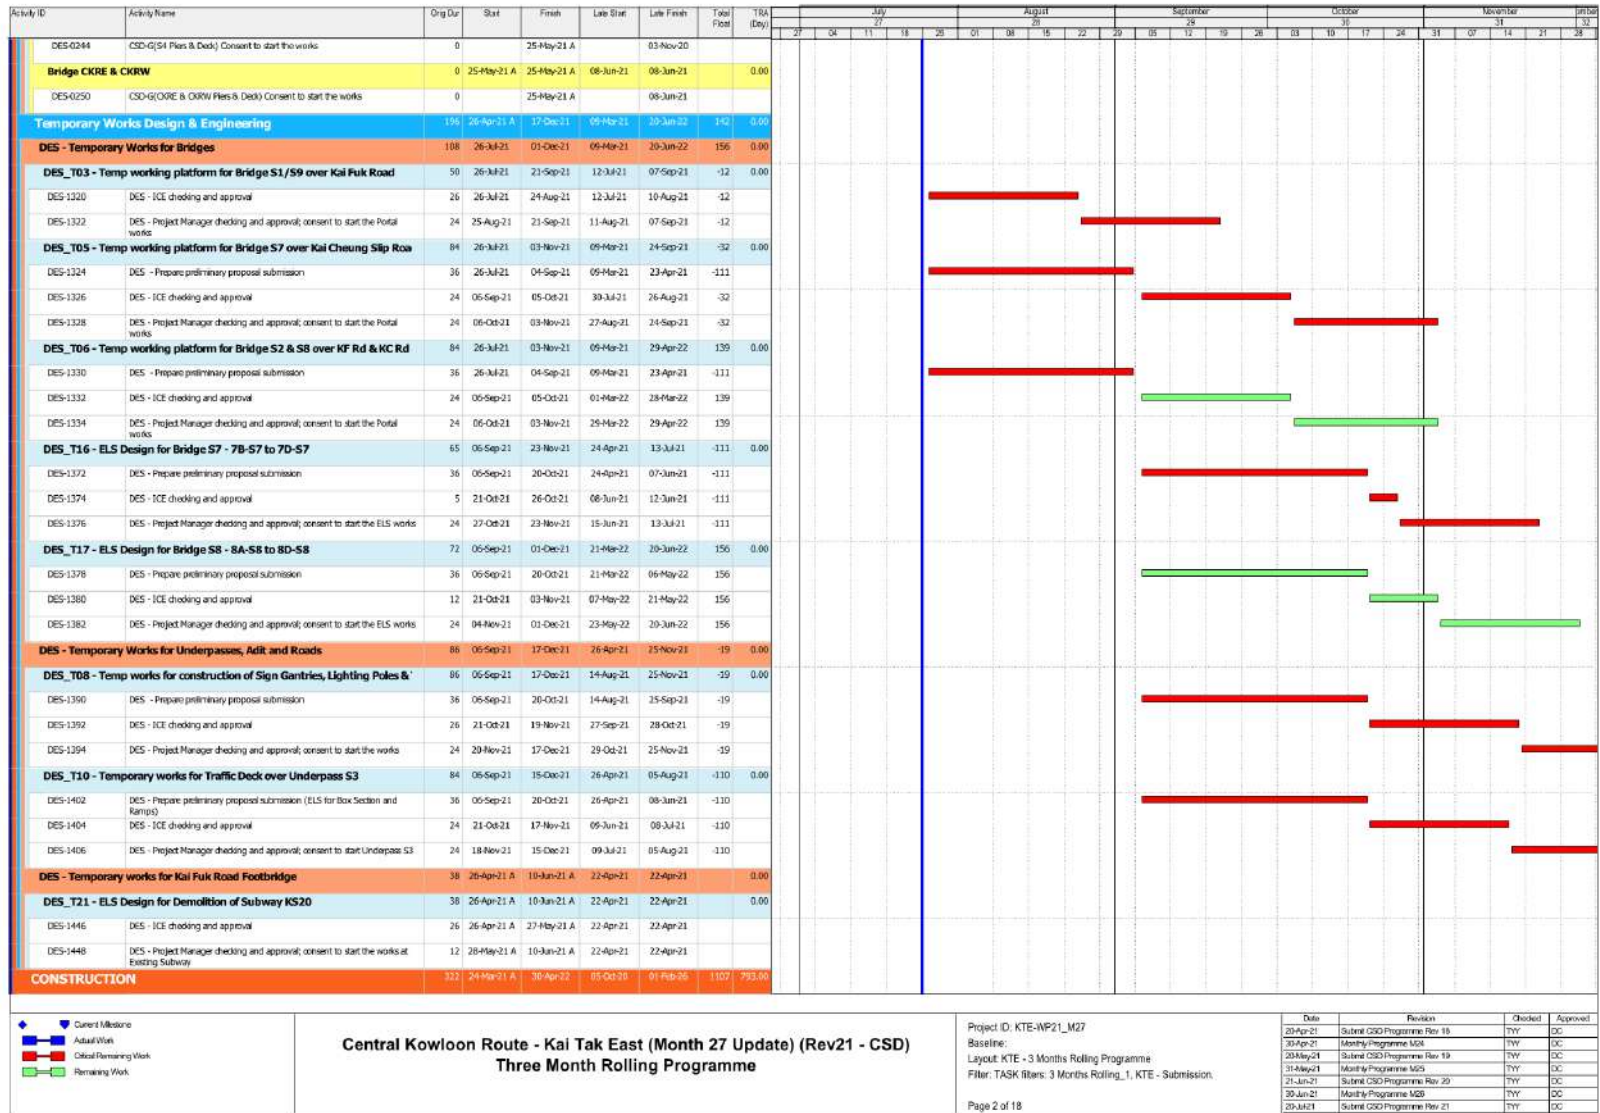 Activity ID Activity Name Orig Dur Start Finish Late Start Late Finish Total Float TRA (Day)
July August September October November
27 28 29 30 31 32
27 04 11 18 25 01 08 15 22 29 05 12 19 26 03 10 17 24 31 07 14 21 28
DES-0244 CSD-G(S4 Piers & Deck) Consent to start the works 0 25-May-21 A 03-Nov-20
Bridge CKRE & CKRW 0 25-May-21 A 25-May-21 A 08-Jun-21 08-Jun-21 0.00
DES-0250 CSD-G(CKRE & CKRW Piers & Deck) Consent to start the works 0 25-May-21 A 08-Jun-21
Temporary Works Design & Engineering 196 26-Apr-21 A 17-Dec-21 09-Mar-21 20-Jun-22 142 0.00
DES - Temporary Works for Bridges 108 26-Jul-21 01-Dec-21 09-Mar-21 20-Jun-22 156 0.00
DES_T03 - Temp working platform for Bridge S1/S9 over Kai Fuk Road 50 26-Jul-21 21-Sep-21 12-Jul-21 07-Sep-21 -12 0.00
DES-1320 DES - ICE checking and approval 26 26-Jul-21 24-Aug-21 12-Jul-21 10-Aug-21 -12
DES-1322 DES - Project Manager checking and approval; consent to start the Portal works 24 25-Aug-21 21-Sep-21 11-Aug-21 07-Sep-21 -12
DES_T05 - Temp working platform for Bridge S7 over Kai Cheung Slip Roa 84 26-Jul-21 03-Nov-21 09-Mar-21 24-Sep-21 -32 0.00
DES-1324 DES - Prepare preliminary proposal submission 36 26-Jul-21 04-Sep-21 09-Mar-21 23-Apr-21 -111
DES-1326 DES - ICE checking and approval 24 06-Sep-21 05-Oct-21 30-Jul-21 26-Aug-21 -32
DES-1328 DES - Project Manager checking and approval; consent to start the Portal works 24 06-Oct-21 03-Nov-21 27-Aug-21 24-Sep-21 -32
DES_T06 - Temp working platform for Bridge S2 & S8 over KF Rd & KC Rd 84 26-Jul-21 03-Nov-21 09-Mar-21 29-Apr-22 139 0.00
DES-1330 DES - Prepare preliminary proposal submission 36 26-Jul-21 04-Sep-21 09-Mar-21 23-Apr-21 -111
DES-1332 DES - ICE checking and approval 24 06-Sep-21 05-Oct-21 01-Mar-22 28-Mar-22 139
DES-1334 DES - Project Manager checking and approval; consent to start the Portal works 24 06-Oct-21 03-Nov-21 29-Mar-22 29-Apr-22 139
DES_T16 - ELS Design for Bridge S7 - 7B-S7 to 7D-S7 65 06-Sep-21 23-Nov-21 24-Apr-21 13-Jul-21 -111 0.00
DES-1372 DES - Prepare preliminary proposal submission 36 06-Sep-21 20-Oct-21 24-Apr-21 07-Jun-21 -111
DES-1374 DES - ICE checking and approval 5 21-Oct-21 26-Oct-21 08-Jun-21 12-Jun-21 -111
DES-1376 DES - Project Manager checking and approval; consent to start the ELS works 24 27-Oct-21 23-Nov-21 15-Jun-21 13-Jul-21 -111
DES_T17 - ELS Design for Bridge S8 - 8A-S8 to 8D-S8 72 06-Sep-21 01-Dec-21 21-Mar-22 20-Jun-22 156 0.00
DES-1378 DES - Prepare preliminary proposal submission 36 06-Sep-21 20-Oct-21 21-Mar-22 06-May-22 156
DES-1380 DES - ICE checking and approval 12 21-Oct-21 03-Nov-21 07-May-22 21-May-22 156
DES-1382 DES - Project Manager checking and approval; consent to start the ELS works 24 04-Nov-21 01-Dec-21 23-May-22 20-Jun-22 156
DES - Temporary Works for Underpasses, Adit and Roads 86 06-Sep-21 17-Dec-21 26-Apr-21 25-Nov-21 -19 0.00
DES_T08 - Temp works for construction of Sign Gantries, Lighting Poles & 86 06-Sep-21 17-Dec-21 14-Aug-21 25-Nov-21 -19 0.00
DES-1390 DES - Prepare preliminary proposal submission 36 06-Sep-21 20-Oct-21 14-Aug-21 25-Sep-21 -19
DES-1392 DES - ICE checking and approval 26 21-Oct-21 19-Nov-21 27-Sep-21 28-Oct-21 -19
DES-1394 DES - Project Manager checking and approval; consent to start the works 24 20-Nov-21 17-Dec-21 29-Oct-21 25-Nov-21 -19
DES_T10 - Temporary works for Traffic Deck over Underpass S3 84 06-Sep-21 15-Dec-21 26-Apr-21 05-Aug-21 -110 0.00
DES-1402 DES - Prepare preliminary proposal submission (ELS for Box Section and Ramps) 36 06-Sep-21 20-Oct-21 26-Apr-21 08-Jun-21 -110
DES-1404 DES - ICE checking and approval 24 21-Oct-21 17-Nov-21 09-Jun-21 08-Jul-21 -110
DES-1406 DES - Project Manager checking and approval; consent to start Underpass S3 24 18-Nov-21 15-Dec-21 09-Jul-21 05-Aug-21 -110
DES - Temporary works for Kai Fuk Road Footbridge 38 26-Apr-21 A 10-Jun-21 A 22-Apr-21 22-Apr-21 0.00
DES_T21 - ELS Design for Demolition of Subway KS20 38 26-Apr-21 A 10-Jun-21 A 22-Apr-21 22-Apr-21 0.00
DES-1446 DES - ICE checking and approval 26 26-Apr-21 A 27-May-21 A 22-Apr-21 22-Apr-21
DES-1448 DES - Project Manager checking and approval; consent to start the works at Existing Subway 12 28-May-21 A 10-Jun-21 A 22-Apr-21 22-Apr-21
CONSTRUCTION 322 24-Mar-21 A 30-Apr-22 05-Oct-20 01-Feb-26 1107 793.00
Current Milestone
Actual Work
Critical Remaining Work
Remaining Work
Central Kowloon Route - Kai Tak East (Month 27 Update) (Rev21 - CSD)
Three Month Rolling Programme
Project ID: KTE-WP21_M27
Baseline:
Layout: KTE - 3 Months Rolling Programme
Filter: TASK filters: 3 Months Rolling_1, KTE - Submission.
Page 2 of 18
Date Revision Checked Approved
20-Apr-21 Submit CSD Programme Rev 18 TYY DC
30-Apr-21 Monthly Programme M24 TYY DC
20-May-21 Submit CSD Programme Rev 19 TYY DC
31-May-21 Monthly Programme M25 TYY DC
21-Jun-21 Submit CSD Programme Rev 20 TYY DC
30-Jun-21 Monthly Programme M26 TYY DC
20-Jul-21 Submit CSD Programme Rev 21 TYY DC